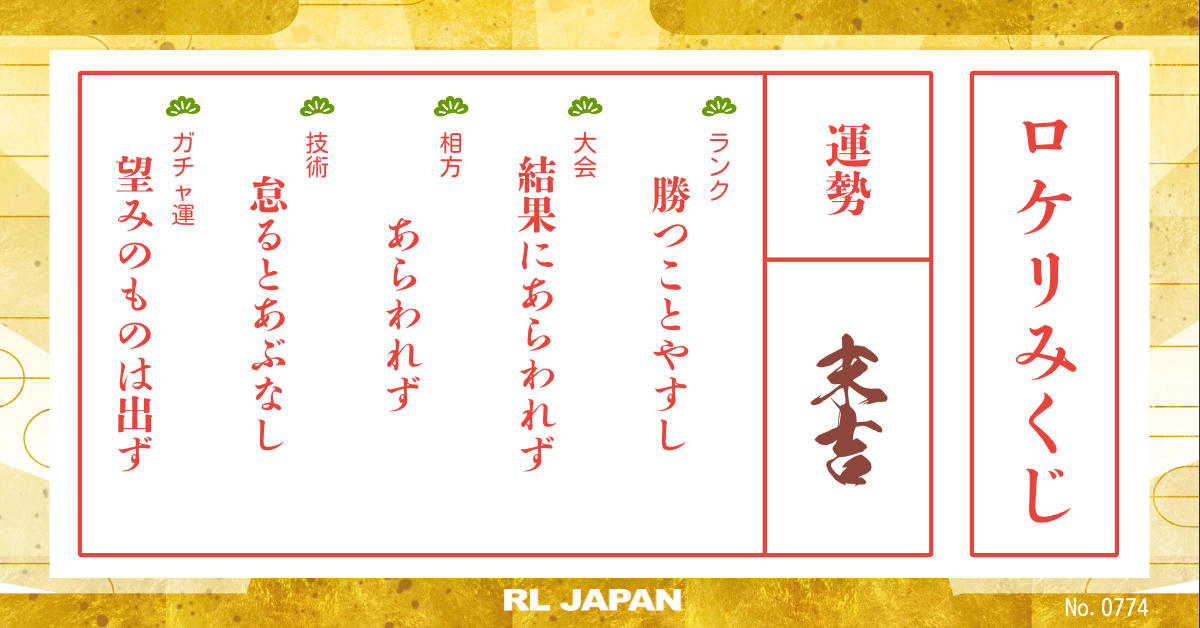 ロケリみくじ
運勢
末吉
ランク
勝つことやすし
大会
結果にあらわれず
相方
あらわれず
技術
怠るとあぶなし
ガチャ運
望みのものは出ず
RL JAPAN
No. 0774